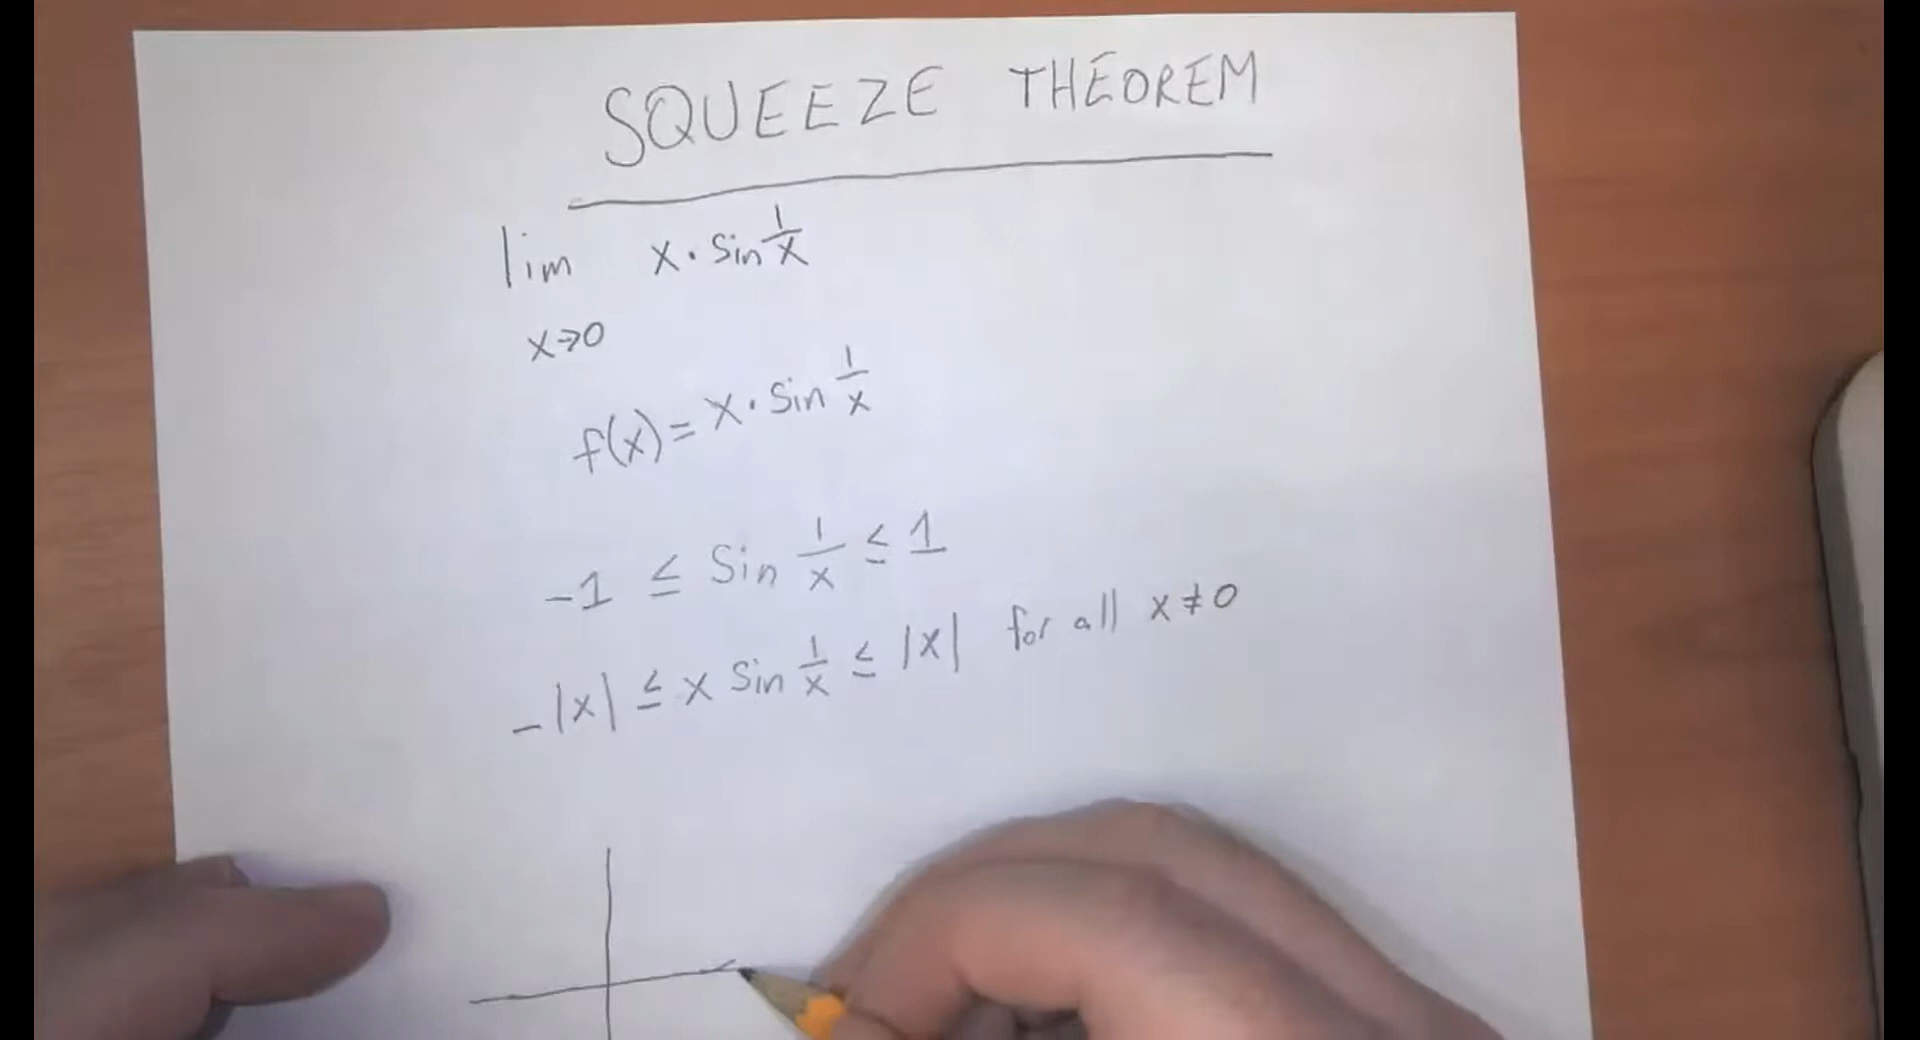 SQUEEZE THEOREM
lim x · sin 1/x
x→0
f(x) = x · sin 1/x
-1 ≤ sin 1/x ≤ 1
-|x| ≤ x sin 1/x ≤ |x| for all x ≠ 0